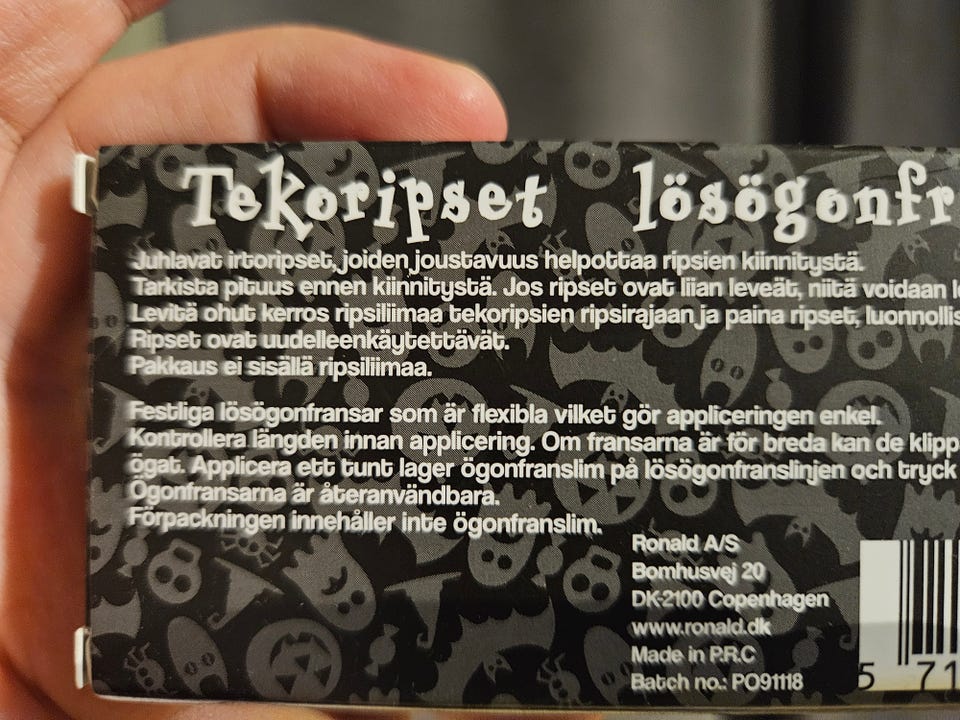 Tekoripset lösögonfr
Juhlavat irtoripset, joiden joustavuus helpottaa ripsien kiinnitystä.
Tarkista pituus ennen kiinnitystä. Jos ripset ovat liian leveät, niitä voidaan
Levitä ohut kerros ripsiliimaa tekoripsien ripsirajaan ja paina ripset, luonnollis
Ripset ovat uudelleenkäytettävät.
Pakkaus ei sisällä ripsiliimaa.
Festliga lösögonfransar som är flexibla vilket gör appliceringen enkel.
Kontrollera längden innan applicering. Om fransarna är för breda kan de klipp
ögat. Applicera ett tunt lager ögonfranslim på lösögonfranslinjen och tryck
Ögonfransarna är återanvändbara.
Förpackningen innehåller inte ögonfranslim.
Ronald A/S
Bomhusvej 20
DK-2100 Copenhagen
www.ronald.dk
Made in P.R.C
Batch no.: PO91118
5 71